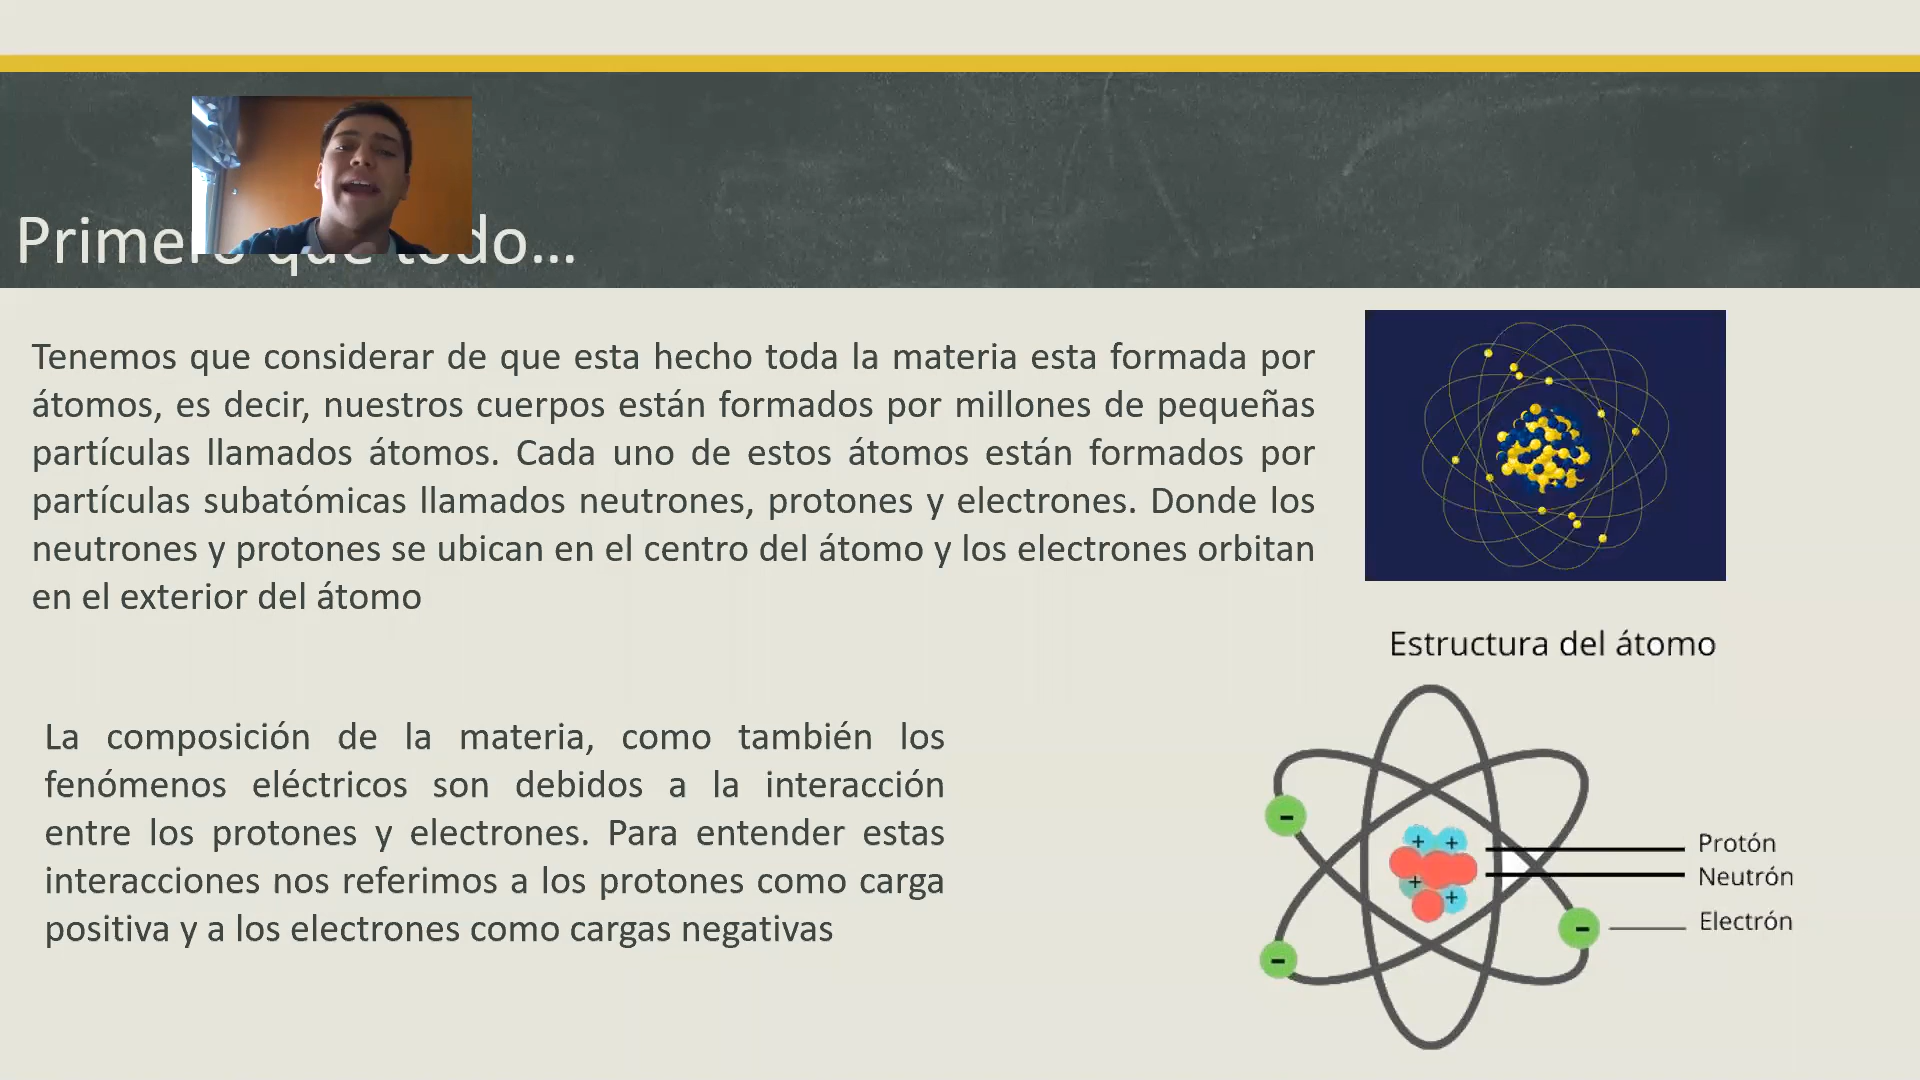 Primero que todo...
Tenemos que considerar de que esta hecho toda la materia esta formada por
átomos, es decir, nuestros cuerpos están formados por millones de pequeñas
partículas llamados átomos. Cada uno de estos átomos están formados por
partículas subatómicas llamados neutrones, protones y electrones. Donde los
neutrones y protones se ubican en el centro del átomo y los electrones orbitan
en el exterior del átomo
Estructura del átomo
La composición de la materia, como también los
fenómenos eléctricos son debidos a la interacción
entre los protones y electrones. Para entender estas
interacciones nos referimos a los protones como carga
positiva y a los electrones como cargas negativas
Protón
Neutrón
Electrón